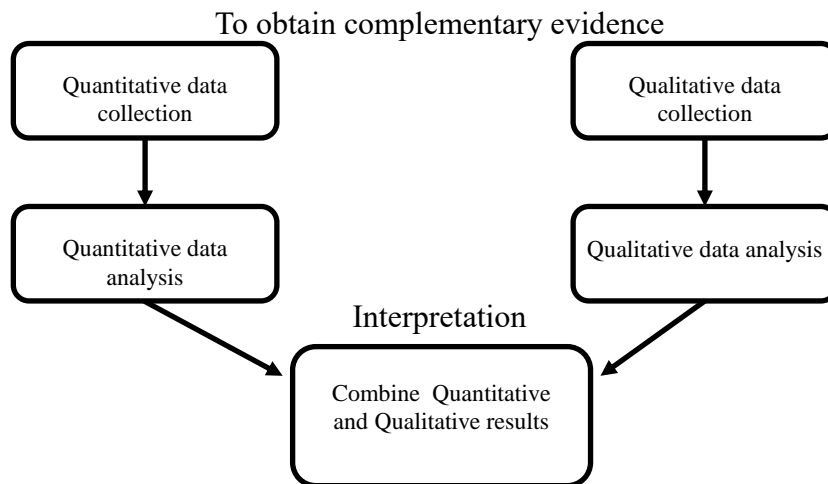 To obtain complementary evidence
Quantitative data
collection
Qualitative data
collection
Quantitative data
analysis
Qualitative data analysis
Interpretation
Combine Quantitative
and Qualitative results